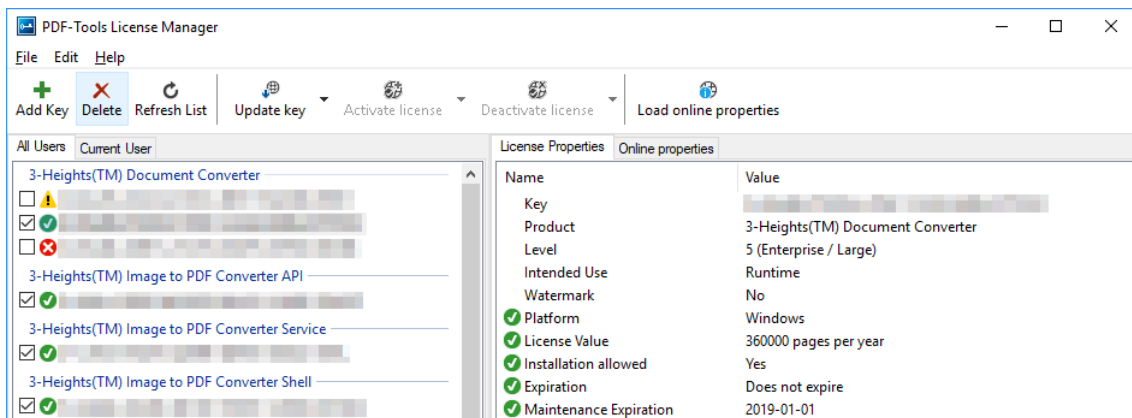 PDF-Tools License Manager
File Edit Help
Add Key Delete Refresh List Update key Activate license Deactivate license Load online properties
All Users Current User
3-Heights(TM) Document Converter
3-Heights(TM) Image to PDF Converter API
3-Heights(TM) Image to PDF Converter Service
3-Heights(TM) Image to PDF Converter Shell
License Properties Online properties
Name Value
Key
Product 3-Heights(TM) Document Converter
Level 5 (Enterprise / Large)
Intended Use Runtime
Watermark No
Platform Windows
License Value 360000 pages per year
Installation allowed Yes
Expiration Does not expire
Maintenance Expiration 2019-01-01